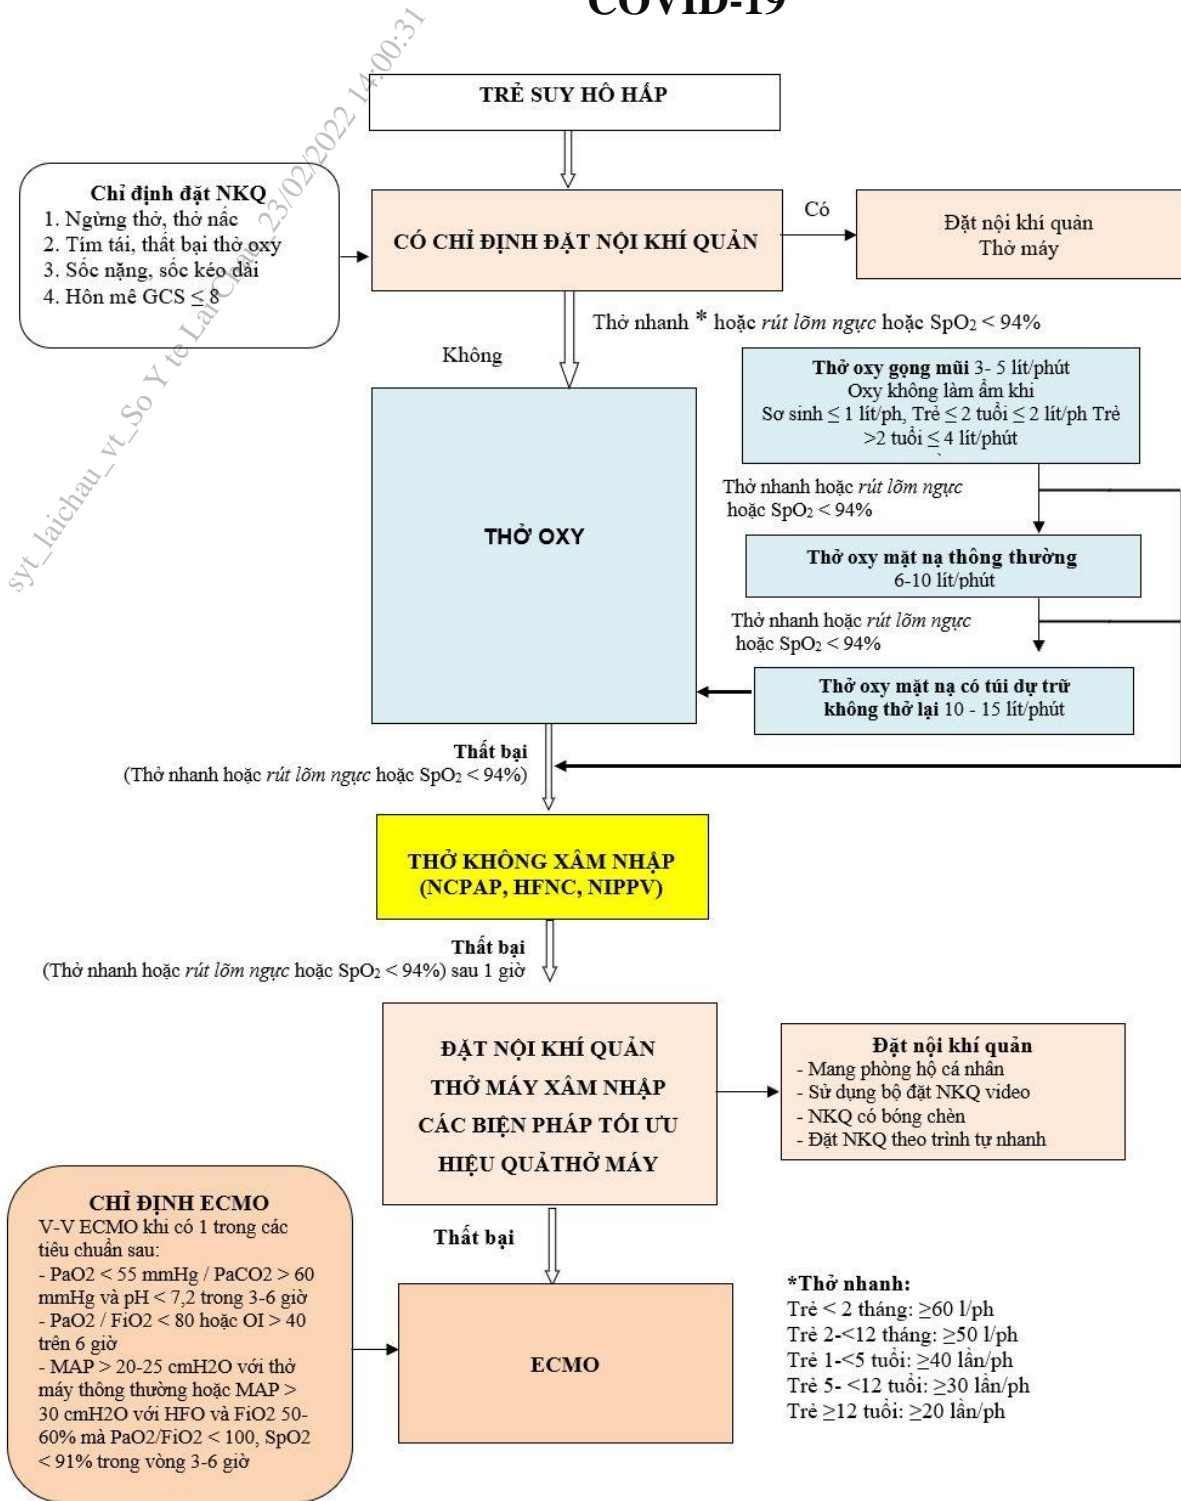 COVID-19
TRẺ SUY HÔ HẤP
Chỉ định đặt NKQ
1. Ngừng thở, thở nấc
2. Tím tái, thất bại thở oxy
3. Sốc nặng, sốc kéo dài
4. Hôn mê GCS ≤ 8
CÓ CHỈ ĐỊNH ĐẶT NỘI KHÍ QUẢN
Có
Đặt nội khí quản
Thở máy
Thở nhanh * hoặc rút lõm ngực hoặc SpO2 < 94%
Không
Thở oxy gọng mũi 3- 5 lít/phút
Oxy không làm ẩm khi
Sơ sinh ≤ 1 lít/ph, Trẻ ≤ 2 tuổi ≤ 2 lít/ph Trẻ
>2 tuổi ≤ 4 lít/phút
Thở nhanh hoặc rút lõm ngực
hoặc SpO2 < 94%
THỞ OXY
Thở oxy mặt nạ thông thường
6-10 lít/phút
Thở nhanh hoặc rút lõm ngực
hoặc SpO2 < 94%
Thở oxy mặt nạ có túi dự trữ
không thở lại 10 - 15 lít/phút
Thất bại
(Thở nhanh hoặc rút lõm ngực hoặc SpO2 < 94%)
THỞ KHÔNG XÂM NHẬP
(NCPAP, HFNC, NIPPV)
Thất bại
(Thở nhanh hoặc rút lõm ngực hoặc SpO2 < 94%) sau 1 giờ
ĐẶT NỘI KHÍ QUẢN
THỞ MÁY XÂM NHẬP
CÁC BIỆN PHÁP TỐI ƯU
HIỆU QUẢTHỞ MÁY
Đặt nội khí quản
- Mang phòng hộ cá nhân
- Sử dụng bộ đặt NKQ video
- NKQ có bóng chèn
- Đặt NKQ theo trình tự nhanh
Thất bại
CHỈ ĐỊNH ECMO
V-V ECMO khi có 1 trong các
tiêu chuẩn sau:
- PaO2 < 55 mmHg / PaCO2 > 60
mmHg và pH < 7,2 trong 3-6 giờ
- PaO2 / FiO2 < 80 hoặc OI > 40
trên 6 giờ
- MAP > 20-25 cmH2O với thở
máy thông thường hoặc MAP >
30 cmH2O với HFO và FiO2 50-
60% mà PaO2/FiO2 < 100, SpO2
< 91% trong vòng 3-6 giờ
ECMO
*Thở nhanh:
Trẻ < 2 tháng: ≥60 l/ph
Trẻ 2-<12 tháng: ≥50 l/ph
Trẻ 1-<5 tuổi: ≥40 lần/ph
Trẻ 5- <12 tuổi: ≥30 lần/ph
Trẻ ≥12 tuổi: ≥20 lần/ph
syt_laichau_vt_So Y te Lai Chau_23/02/2022 14:00:31